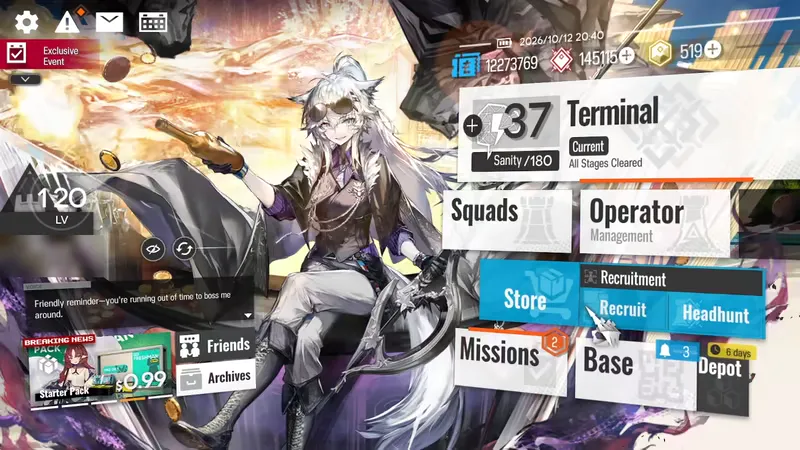 Exclusive
Event
2026/10/12 20:40
12273769
145115
519
37
Sanity /180
Terminal
Current
All Stages Cleared
120
LV
Squads
Operator
Management
Recruitment
Store
Recruit
Headhunt
Friendly reminder—you're running out of time to boss me
around.
BREAKING NEWS
PACK
$0.99
Starter Pack
Friends
Archives
Missions
2
Base
3
6 days
Depot